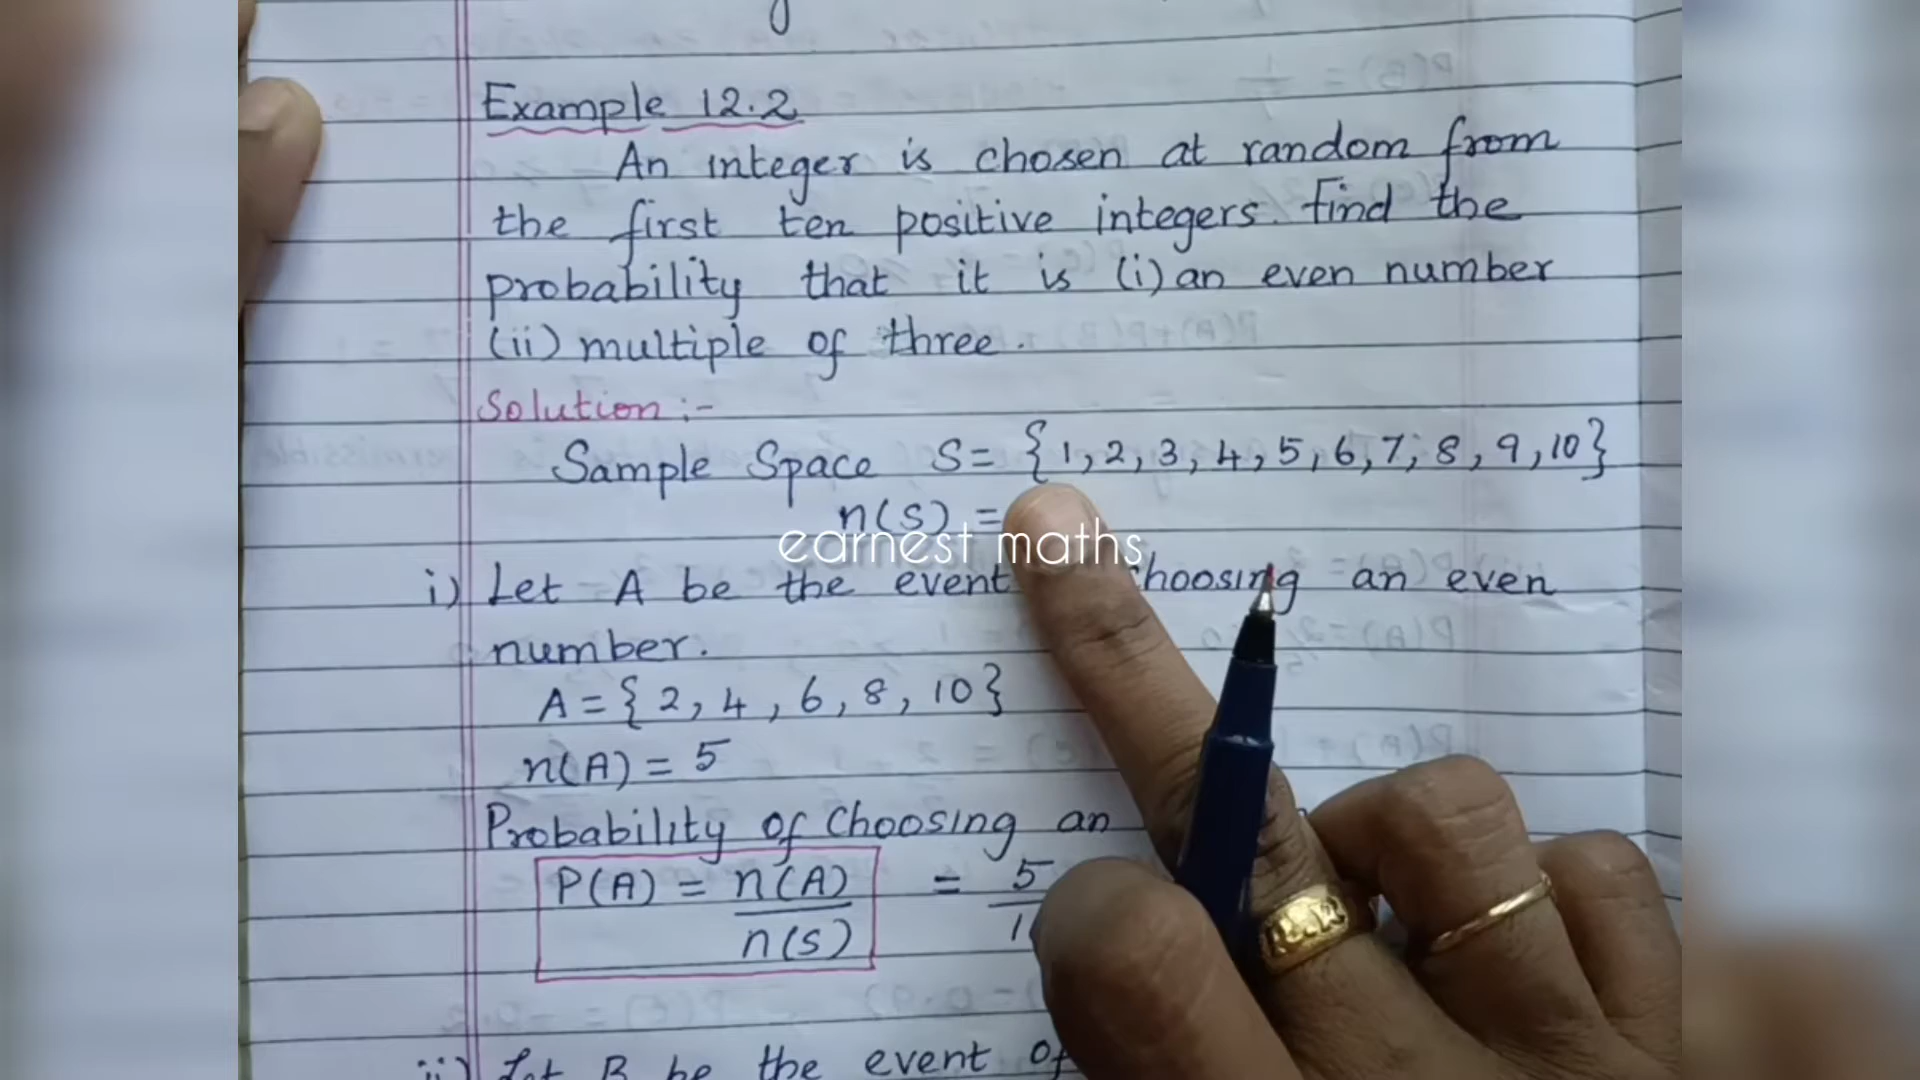 Example 12.2
An integer is chosen at random from
the first ten positive integers. Find the
probability that it is (i) an even number
(ii) multiple of three.
Solution :-
Sample Space S = {1, 2, 3, 4, 5, 6, 7, 8, 9, 10}
n(S) =
earnest maths
i) Let A be the event choosing an even
number.
A = { 2, 4, 6, 8, 10 }
n(A) = 5
Probability of Choosing an
P(A) = n(A) = 5
n(S) 1
ii) Let B be the event of